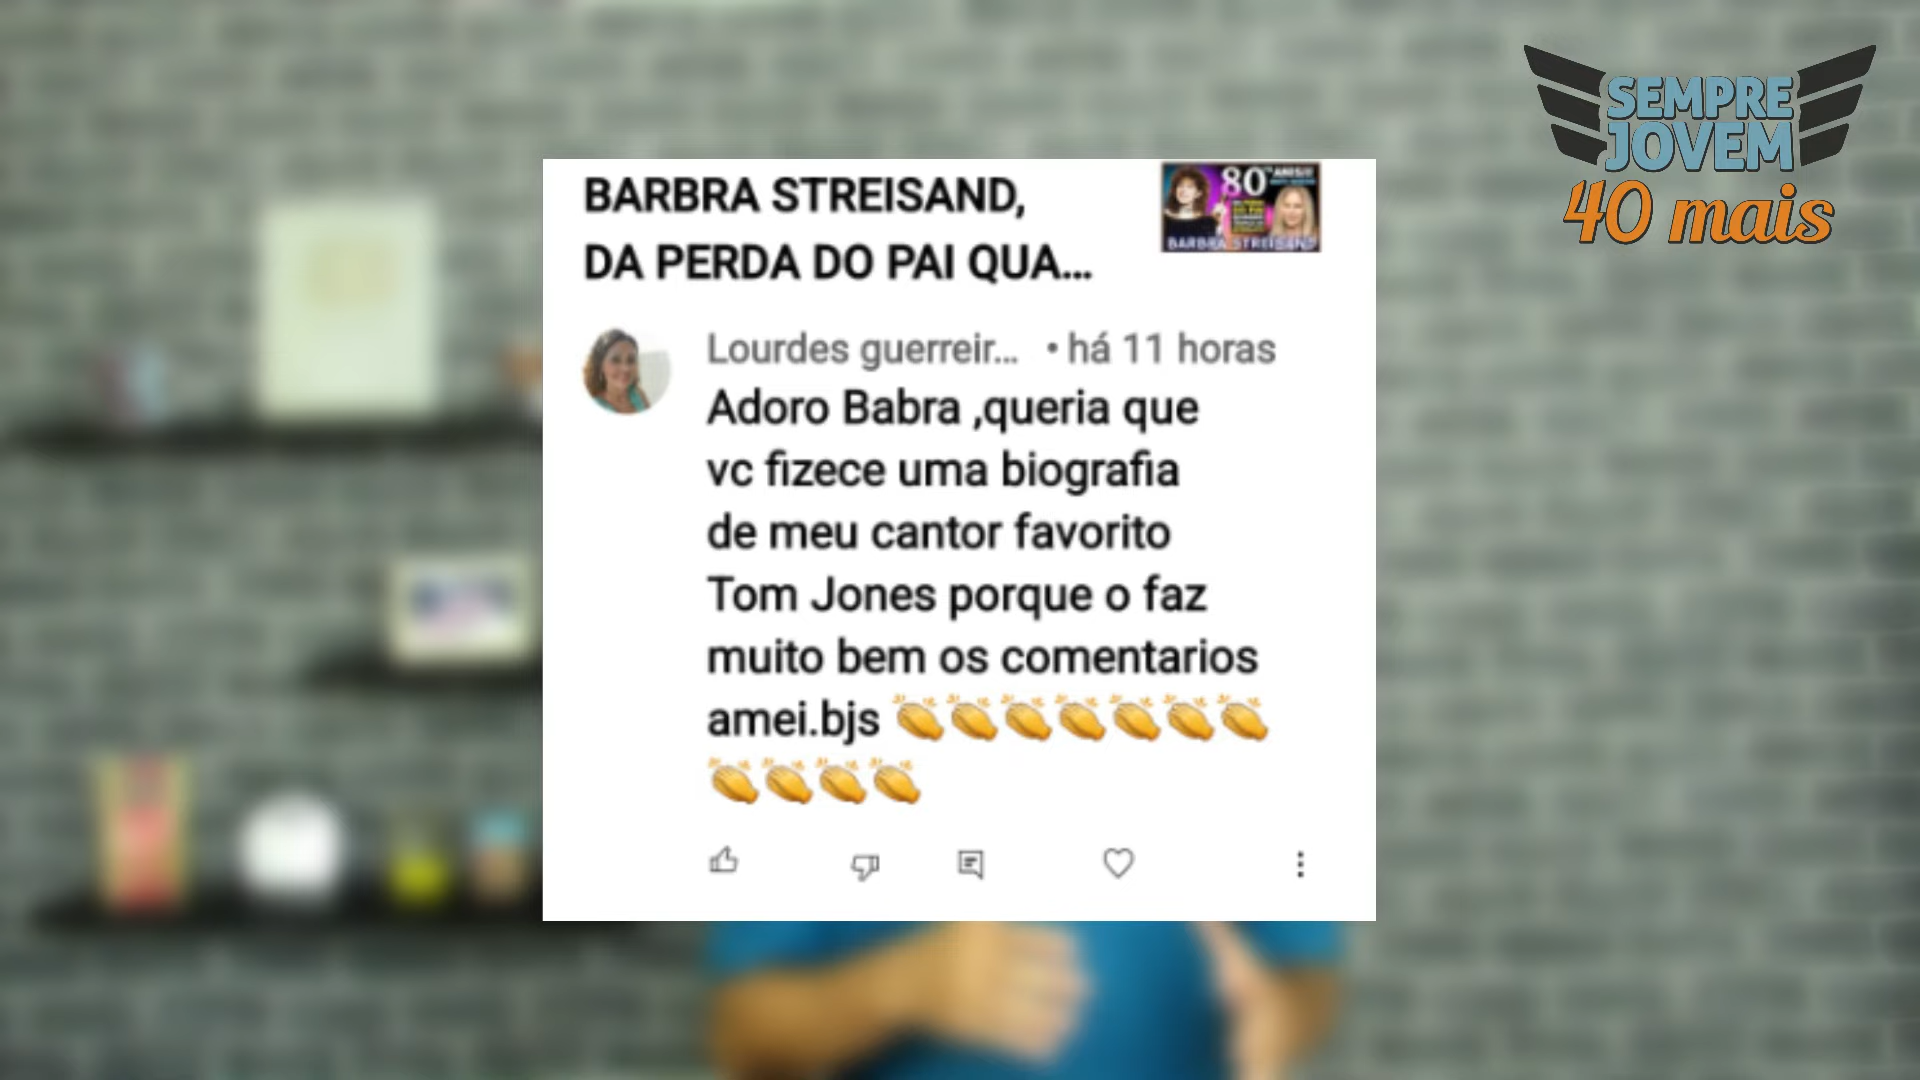 SEMPRE
JOVEM
40 mais
BARBRA STREISAND,
DA PERDA DO PAI QUA...
80
BARBRA STREISAND
Lourdes guerreir... • há 11 horas
Adoro Babra ,queria que
vc fizece uma biografia
de meu cantor favorito
Tom Jones porque o faz
muito bem os comentarios
amei.bjs 👏👏👏👏👏👏👏
👏👏👏👏